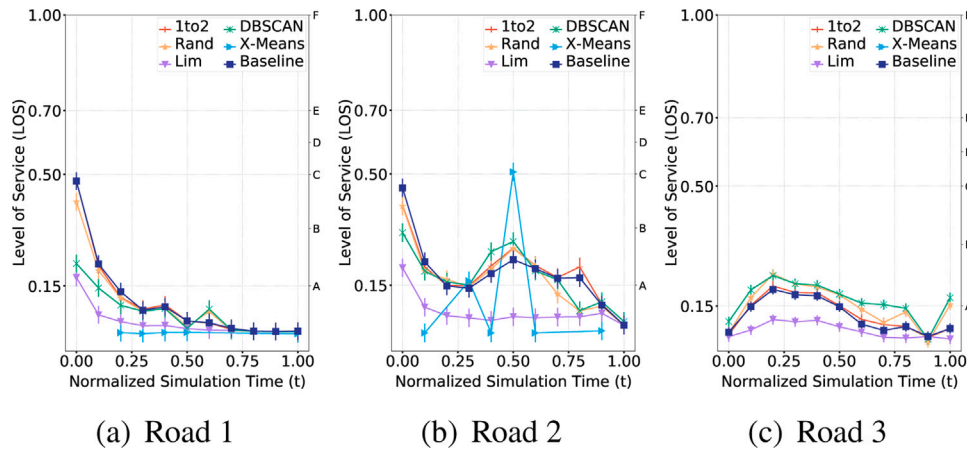 1.00
0.70
0.50
0.15
Level of Service (LOS)
1to2
Rand
Lim
DBSCAN
X-Means
Baseline
F
E
D
C
B
A
0.00 0.25 0.50 0.75 1.00
Normalized Simulation Time (t)
(a) Road 1
1.00
0.70
0.50
0.15
Level of Service (LOS)
1to2
Rand
Lim
DBSCAN
X-Means
Baseline
F
E
D
C
B
A
0.00 0.25 0.50 0.75 1.00
Normalized Simulation Time (t)
(b) Road 2
1.00
0.70
0.50
0.15
Level of Service (LOS)
1to2
Rand
Lim
DBSCAN
X-Means
Baseline
0.00 0.25 0.50 0.75 1.00
Normalized Simulation Time (t)
(c) Road 3